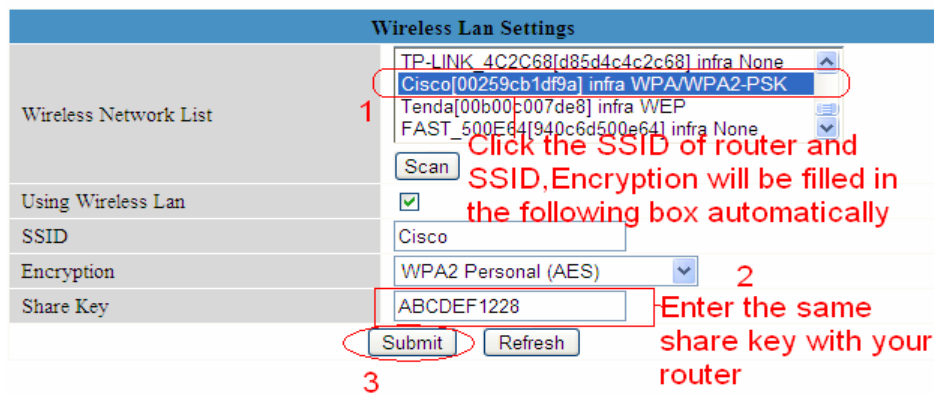 Wireless Lan Settings
Wireless Network List
TP-LINK_4C2C68[d85d4c4c2c68] infra None
Cisco[00259cb1df9a] infra WPA/WPA2-PSK
Tenda[00b00c007de8] infra WEP
FAST_500E64[940c6d500e64] infra None
1
Scan
Click the SSID of router and
SSID,Encryption will be filled in
the following box automatically
Using Wireless Lan
SSID
Cisco
Encryption
WPA2 Personal (AES)
2
Share Key
ABCDEF1228
Enter the same
share key with your
router
Submit
Refresh
3